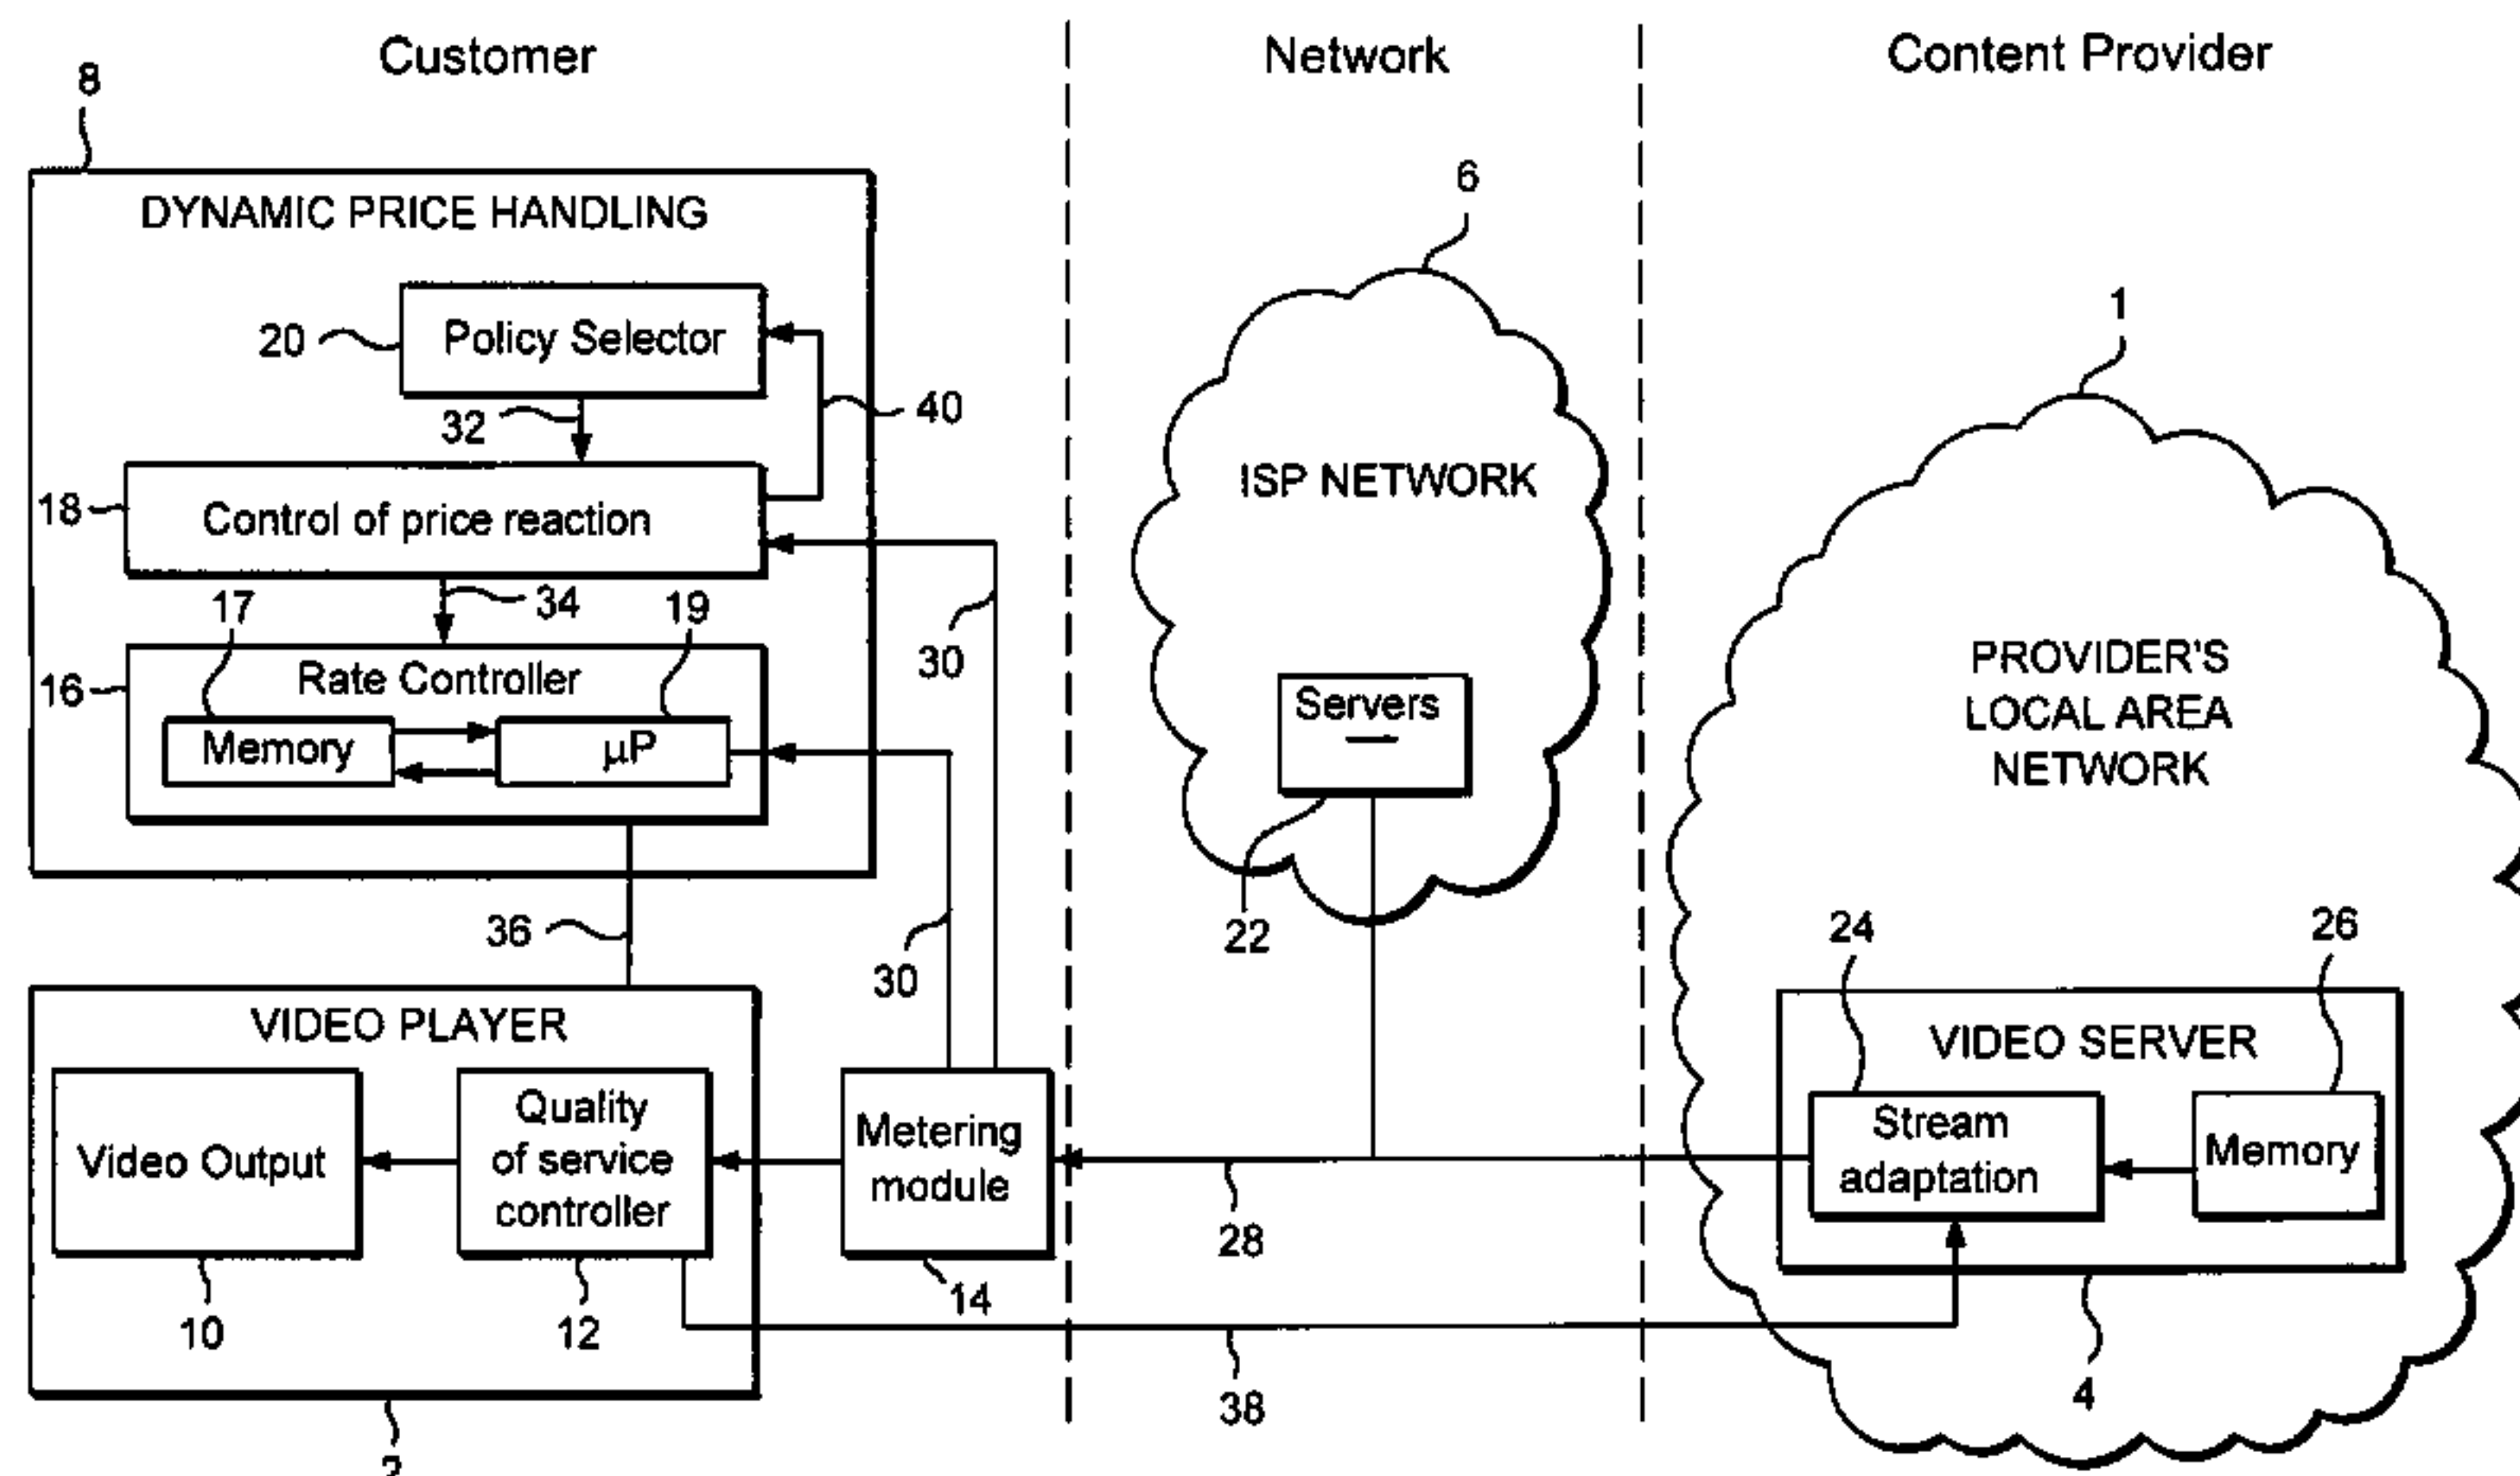 Customer
Network
Content Provider
8
DYNAMIC PRICE HANDLING
6
1
20
Policy Selector
32
40
ISP NETWORK
18
Control of price reaction
17
34
19
30
16
Rate Controller
Memory
µP
Servers
PROVIDER'S
LOCAL AREA
NETWORK
36
30
22
24
26
VIDEO PLAYER
VIDEO SERVER
Video Output
Quality
of service
controller
Metering
module
Stream
adaptation
Memory
28
10
12
14
38
4